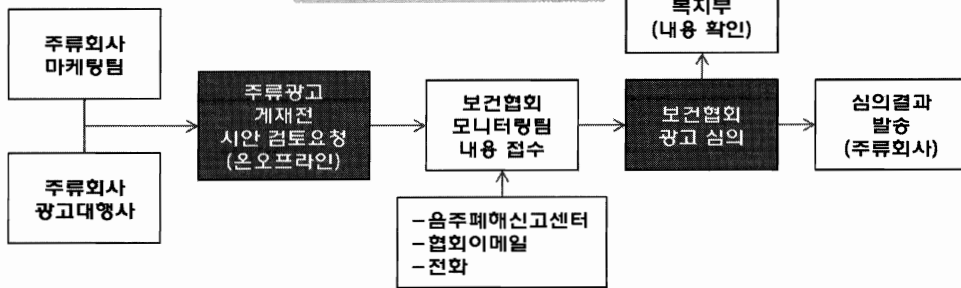 복지부
(내용 확인)
주류회사
마케팅팀
주류회사
광고대행사
주류광고
게재전
시안 검토요청
(온오프라인)
보건협회
모니터링팀
내용 접수
–음주폐해신고센터
–협회이메일
–전화
보건협회
광고 심의
심의결과
발송
(주류회사)